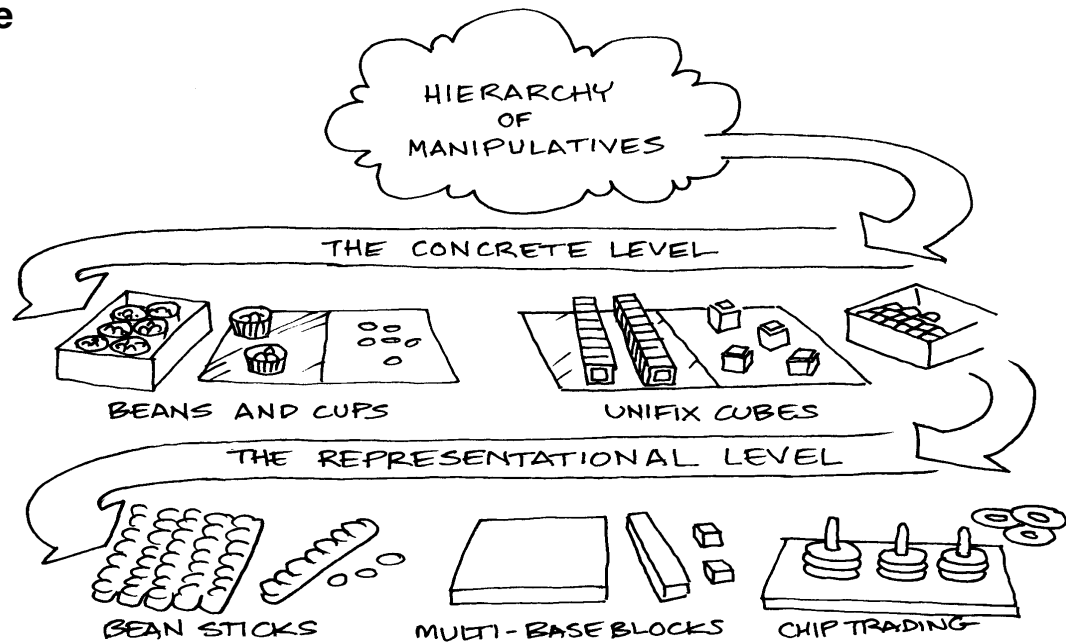 e
HIERARCHY
OF
MANIPULATIVES
THE CONCRETE LEVEL
BEANS AND CUPS
UNIFIX CUBES
THE REPRESENTATIONAL LEVEL
BEAN STICKS
MULTI-BASE BLOCKS
CHIP TRADING